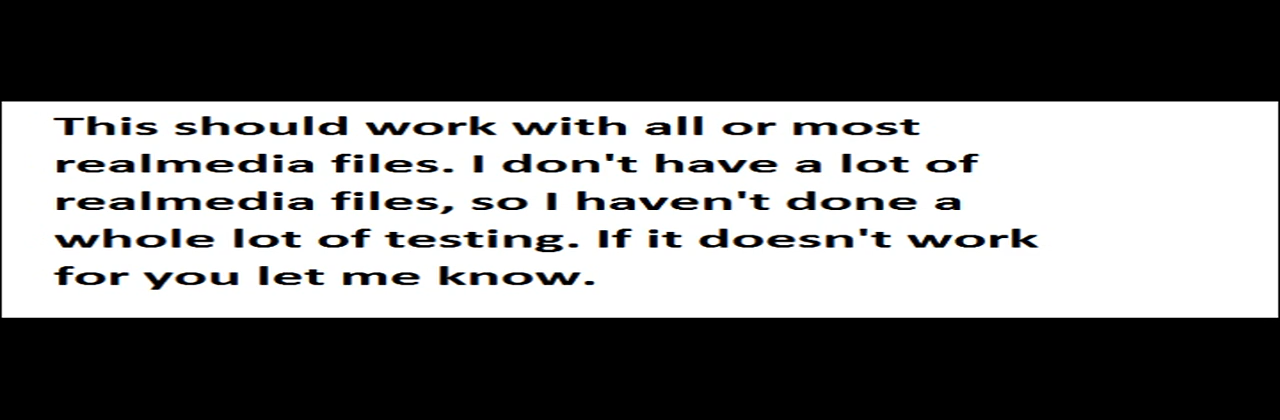 This should work with all or most
realmedia files. I don't have a lot of
realmedia files, so I haven't done a
whole lot of testing. If it doesn't work
for you let me know.